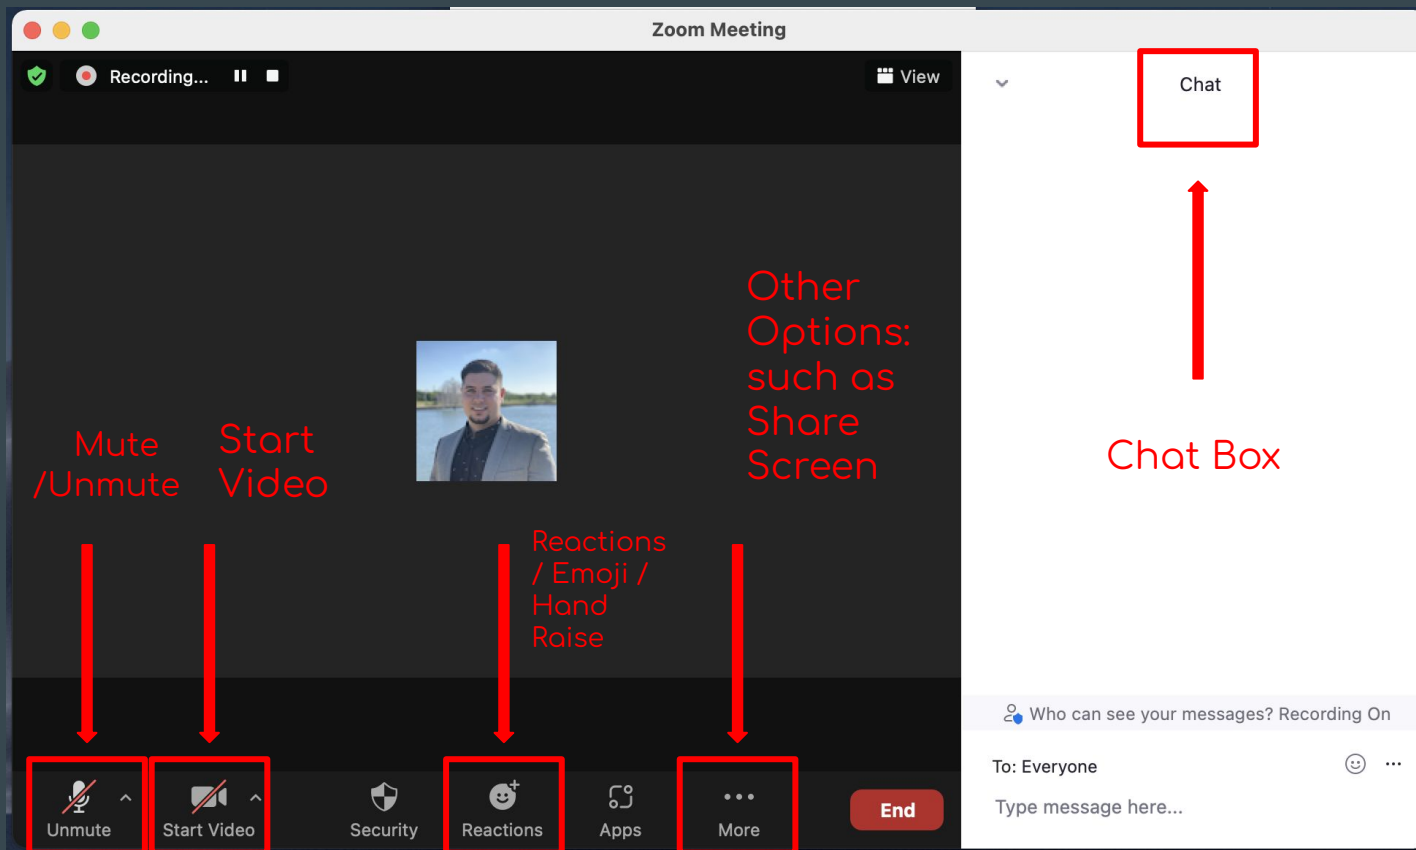 Zoom Meeting
Recording...
View
Chat
Other
Options:
such as
Share
Screen
Mute
/Unmute
Start
Video
Chat Box
Reactions
/ Emoji /
Hand
Raise
Who can see your messages? Recording On
To: Everyone
Type message here...
Unmute
Start Video
Security
Reactions
Apps
More
End